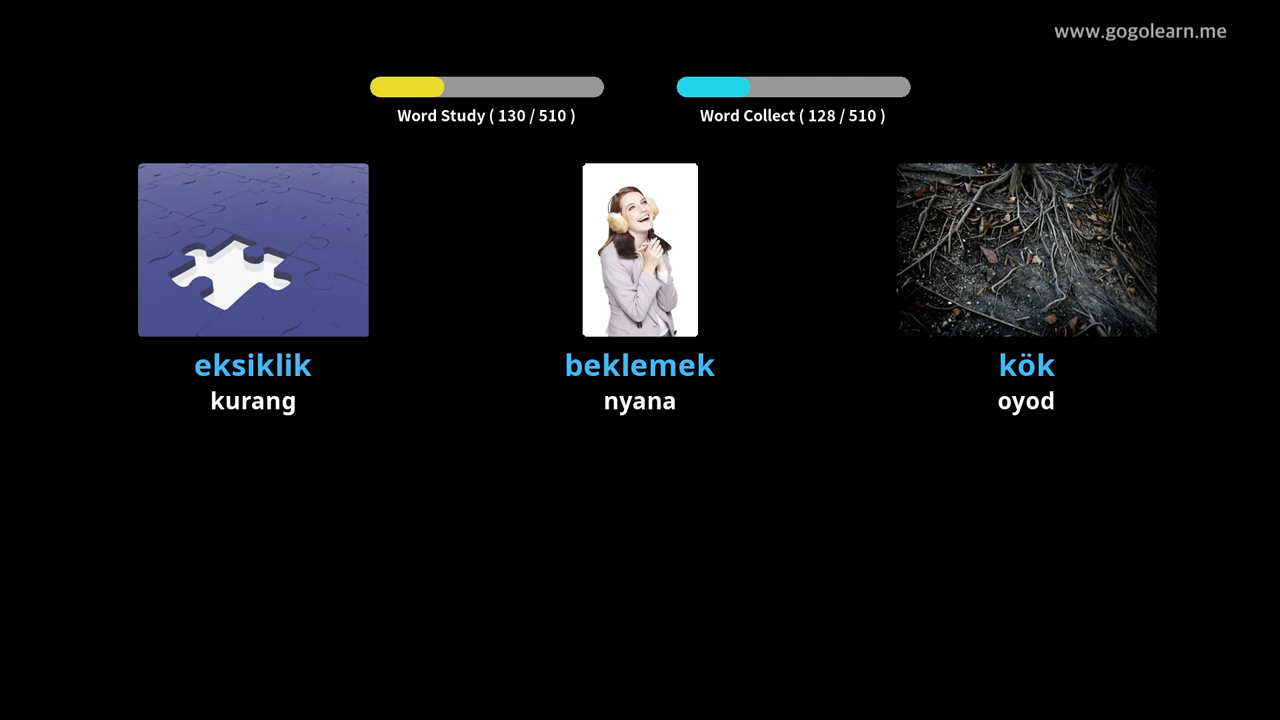 www.gogolearn.me
Word Study ( 130 / 510 )
Word Collect ( 128 / 510 )
eksiklik
kurang
beklemek
nyana
kök
oyod